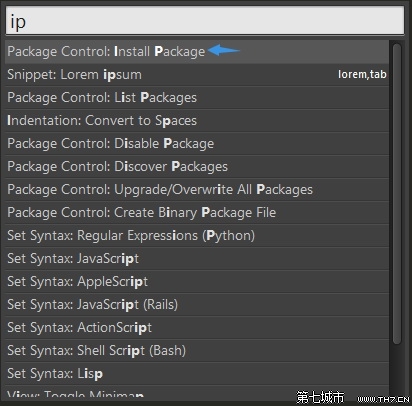 ip
Package Control: Install Package
Snippet: Lorem ipsum lorem,tab
Package Control: List Packages
Indentation: Convert to Spaces
Package Control: Disable Package
Package Control: Discover Packages
Package Control: Upgrade/Overwrite All Packages
Package Control: Create Binary Package File
Set Syntax: Regular Expressions (Python)
Set Syntax: JavaScript
Set Syntax: AppleScript
Set Syntax: JavaScript (Rails)
Set Syntax: ActionScript
Set Syntax: Shell Script (Bash)
Set Syntax: Lisp
View: Toggle Minimap
第七城市 WWW.TH7.CN